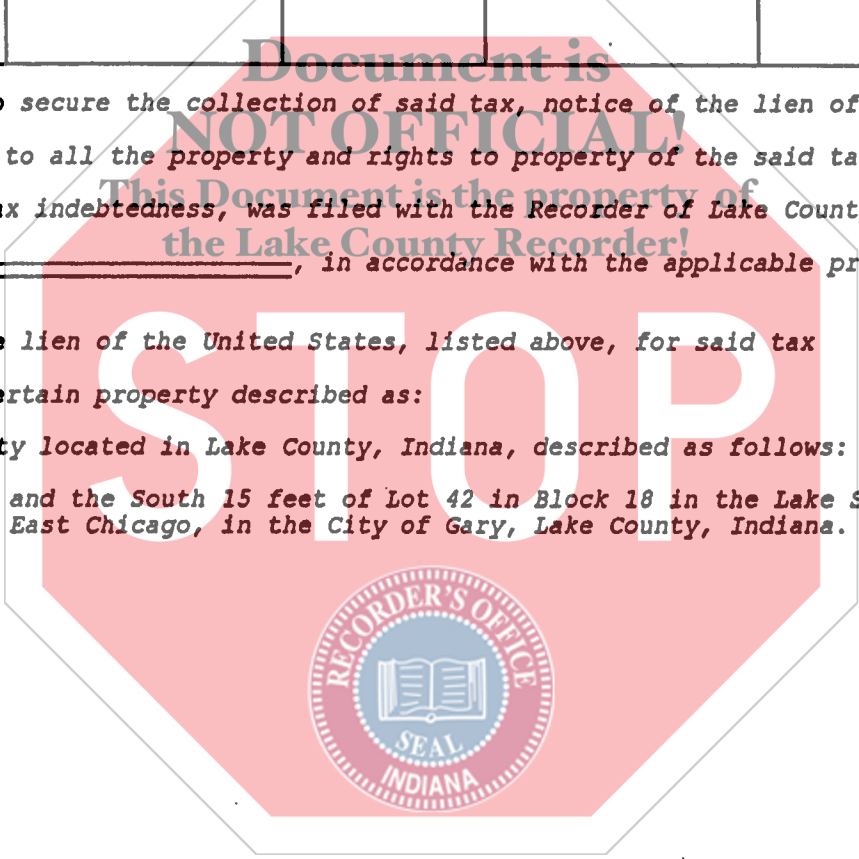 Document is
secure the collection of said tax, notice of the lien of
NOT OFFICIAL!
to all the property and rights to property of the said ta
This Document is the property of
ax indebtedness, was filed with the Recorder of Lake Count
the Lake County Recorder!
, in accordance with the applicable pr
lien of the United States, listed above, for said tax
STOP
ertain property described as:
ty located in Lake County, Indiana, described as follows:
and the South 15 feet of Lot 42 in Block 18 in the Lake S
East Chicago, in the City of Gary, Lake County, Indiana.
RECORDER'S OFFICE
SEAL
INDIANA